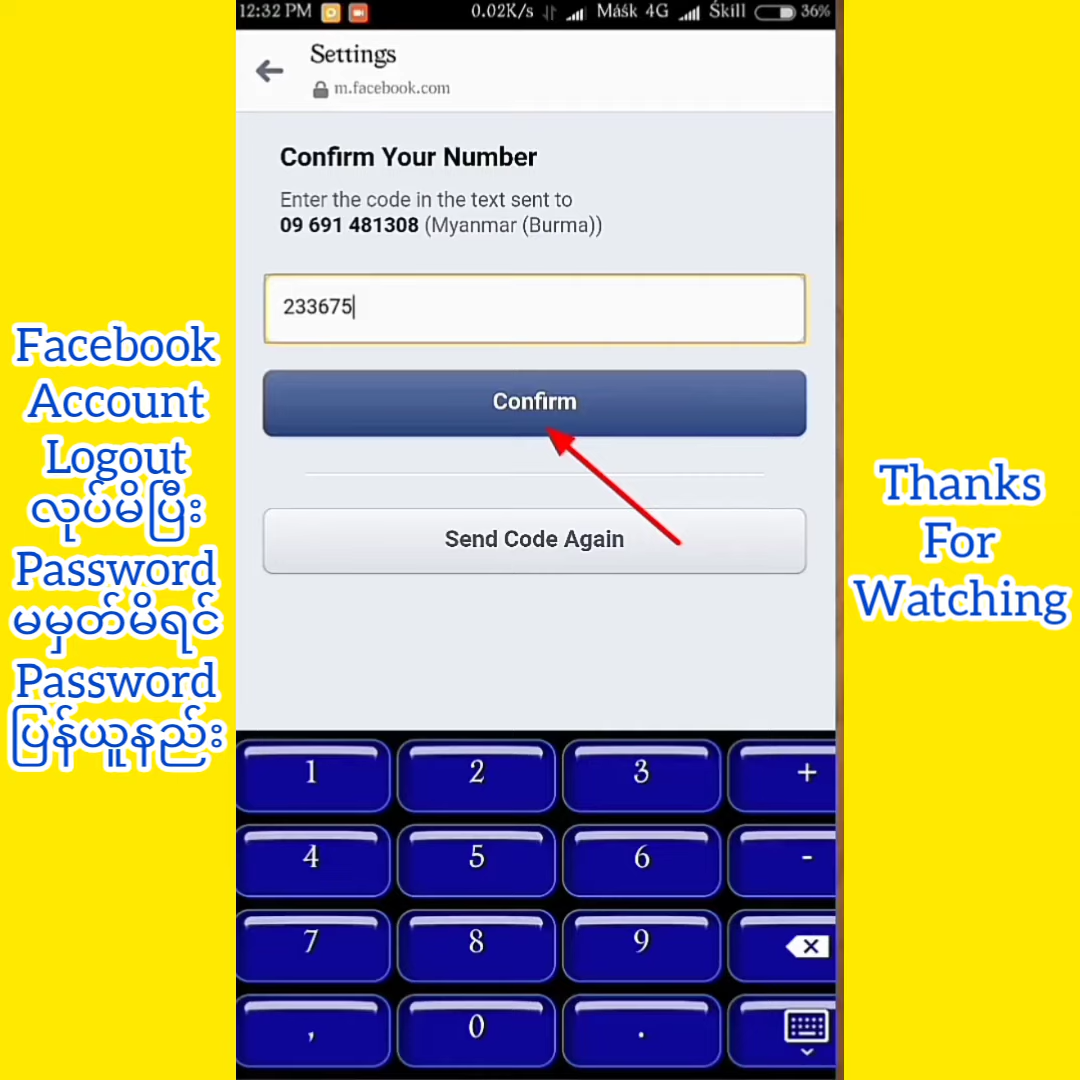 12:32 PM 0.02K/s Máśk 4G Śkíll 36%
Settings
m.facebook.com
Confirm Your Number
Enter the code in the text sent to
09 691 481308 (Myanmar (Burma))
233675
Confirm
Send Code Again
Facebook
Account
Logout
လုပ်မိပြီး
Password
မမှတ်မိရင်
Password
ပြန်ယူနည်း
Thanks
For
Watching
1 2 3 +
4 5 6 -
7 8 9
, 0 .